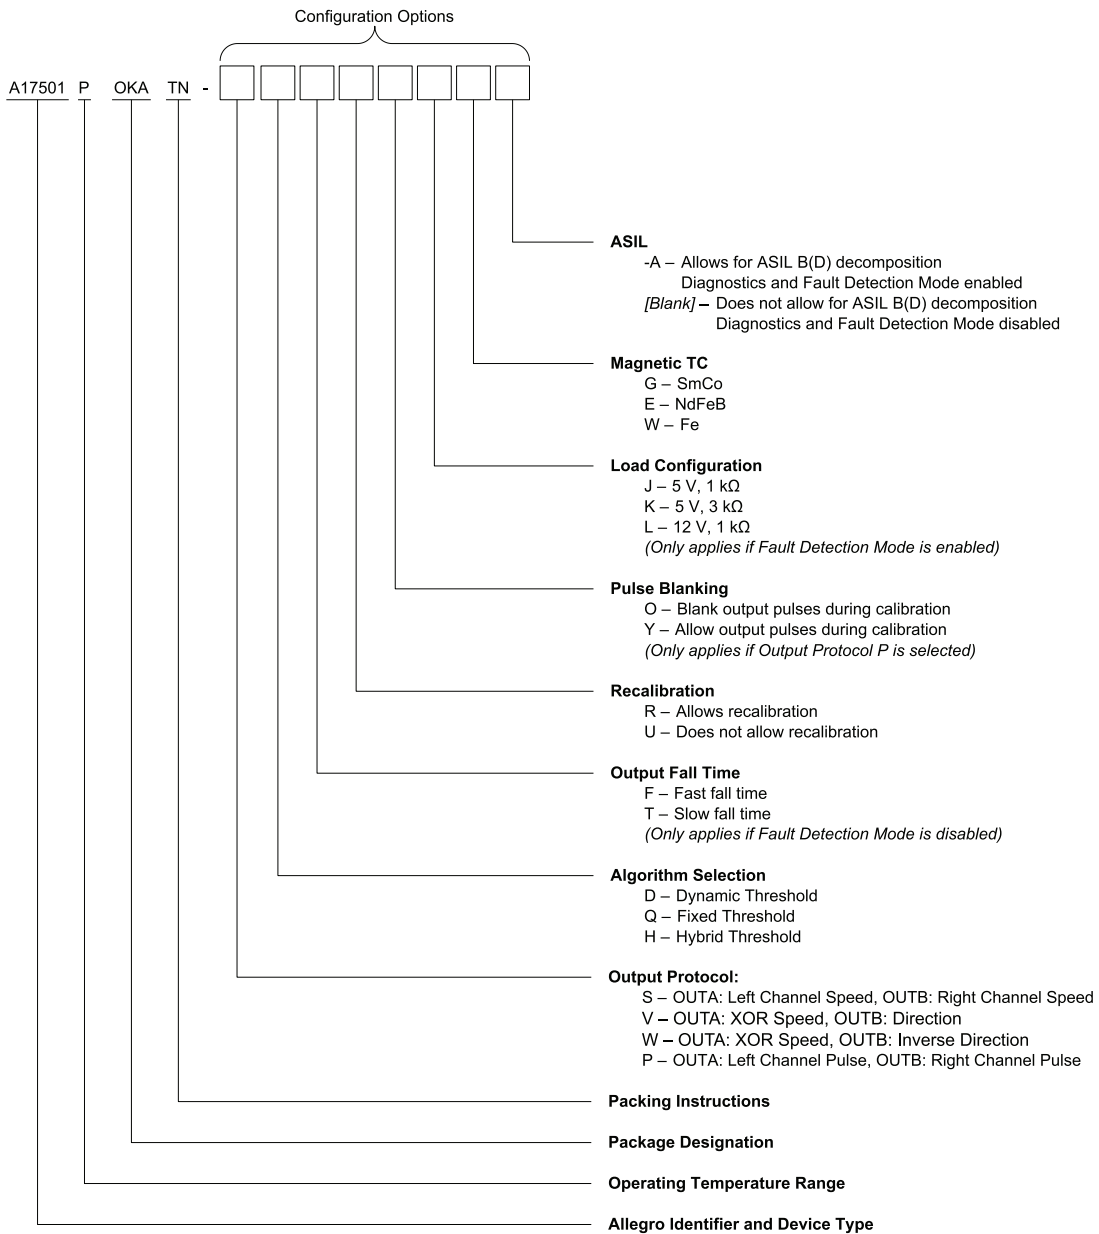 Configuration Options
A17501 P OKA TN -
ASIL
-A – Allows for ASIL B(D) decomposition
Diagnostics and Fault Detection Mode enabled
[Blank] – Does not allow for ASIL B(D) decomposition
Diagnostics and Fault Detection Mode disabled
Magnetic TC
G – SmCo
E – NdFeB
W – Fe
Load Configuration
J – 5 V, 1 kΩ
K – 5 V, 3 kΩ
L – 12 V, 1 kΩ
(Only applies if Fault Detection Mode is enabled)
Pulse Blanking
O – Blank output pulses during calibration
Y – Allow output pulses during calibration
(Only applies if Output Protocol P is selected)
Recalibration
R – Allows recalibration
U – Does not allow recalibration
Output Fall Time
F – Fast fall time
T – Slow fall time
(Only applies if Fault Detection Mode is disabled)
Algorithm Selection
D – Dynamic Threshold
Q – Fixed Threshold
H – Hybrid Threshold
Output Protocol:
S – OUTA: Left Channel Speed, OUTB: Right Channel Speed
V – OUTA: XOR Speed, OUTB: Direction
W – OUTA: XOR Speed, OUTB: Inverse Direction
P – OUTA: Left Channel Pulse, OUTB: Right Channel Pulse
Packing Instructions
Package Designation
Operating Temperature Range
Allegro Identifier and Device Type